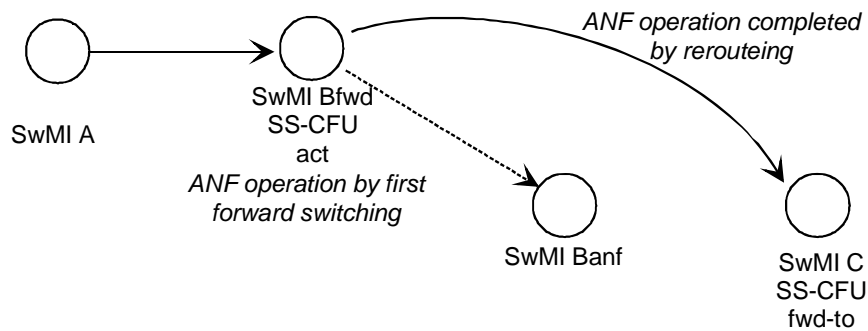 ANF operation completed
by rerouteing
SwMI A
SwMI Bfwd
SS-CFU
act
ANF operation by first
forward switching
SwMI Banf
SwMI C
SS-CFU
fwd-to